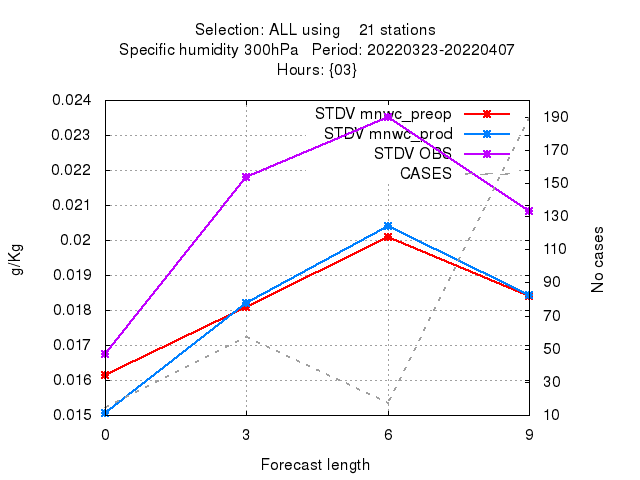 Selection: ALL using 21 stations
Specific humidity 300hPa Period: 20220323-20220407
Hours: {03}
STDV mnwc_preop
STDV mnwc_prod
STDV OBS
CASES
g/Kg
0.024
0.023
0.022
0.021
0.02
0.019
0.018
0.017
0.016
0.015
190
170
150
130
110
90
70
50
30
10
No cases
0 3 6 9
Forecast length